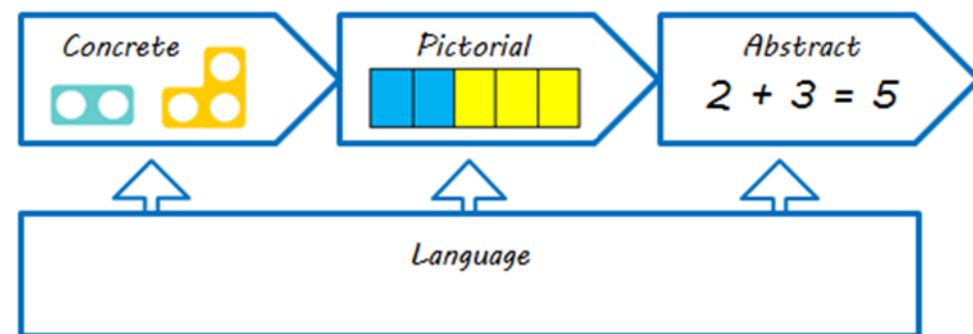 Concrete
Pictorial
Abstract
2 + 3 = 5
Language